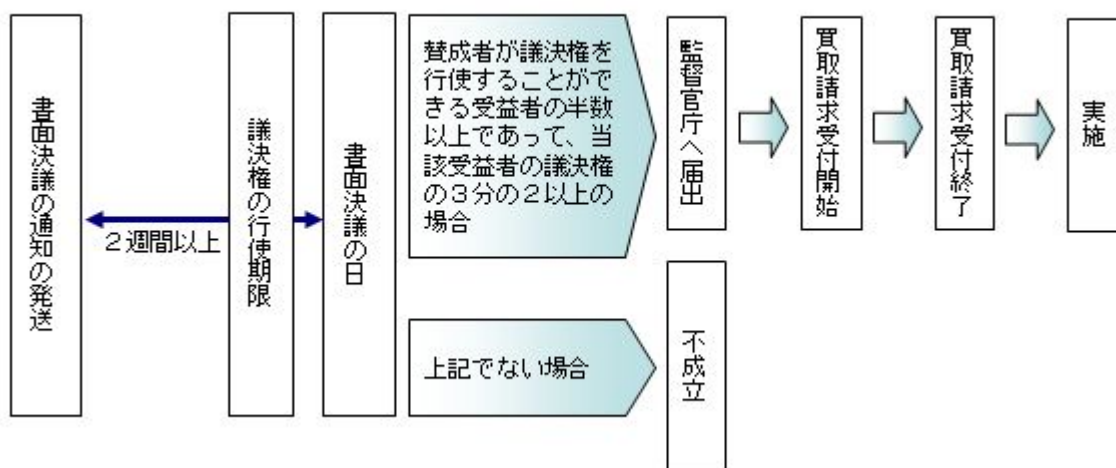 書面決議の通知の発送
2週間以上
議決権の行使期限
書面決議の日
賛成者が議決権を
行使することがで
きる受益者の半数
以上であって、当
該受益者の議決権
の3分の2以上の
場合
監督官庁へ届出
買取請求受付開始
買取請求受付終了
実施
上記でない場合
不成立